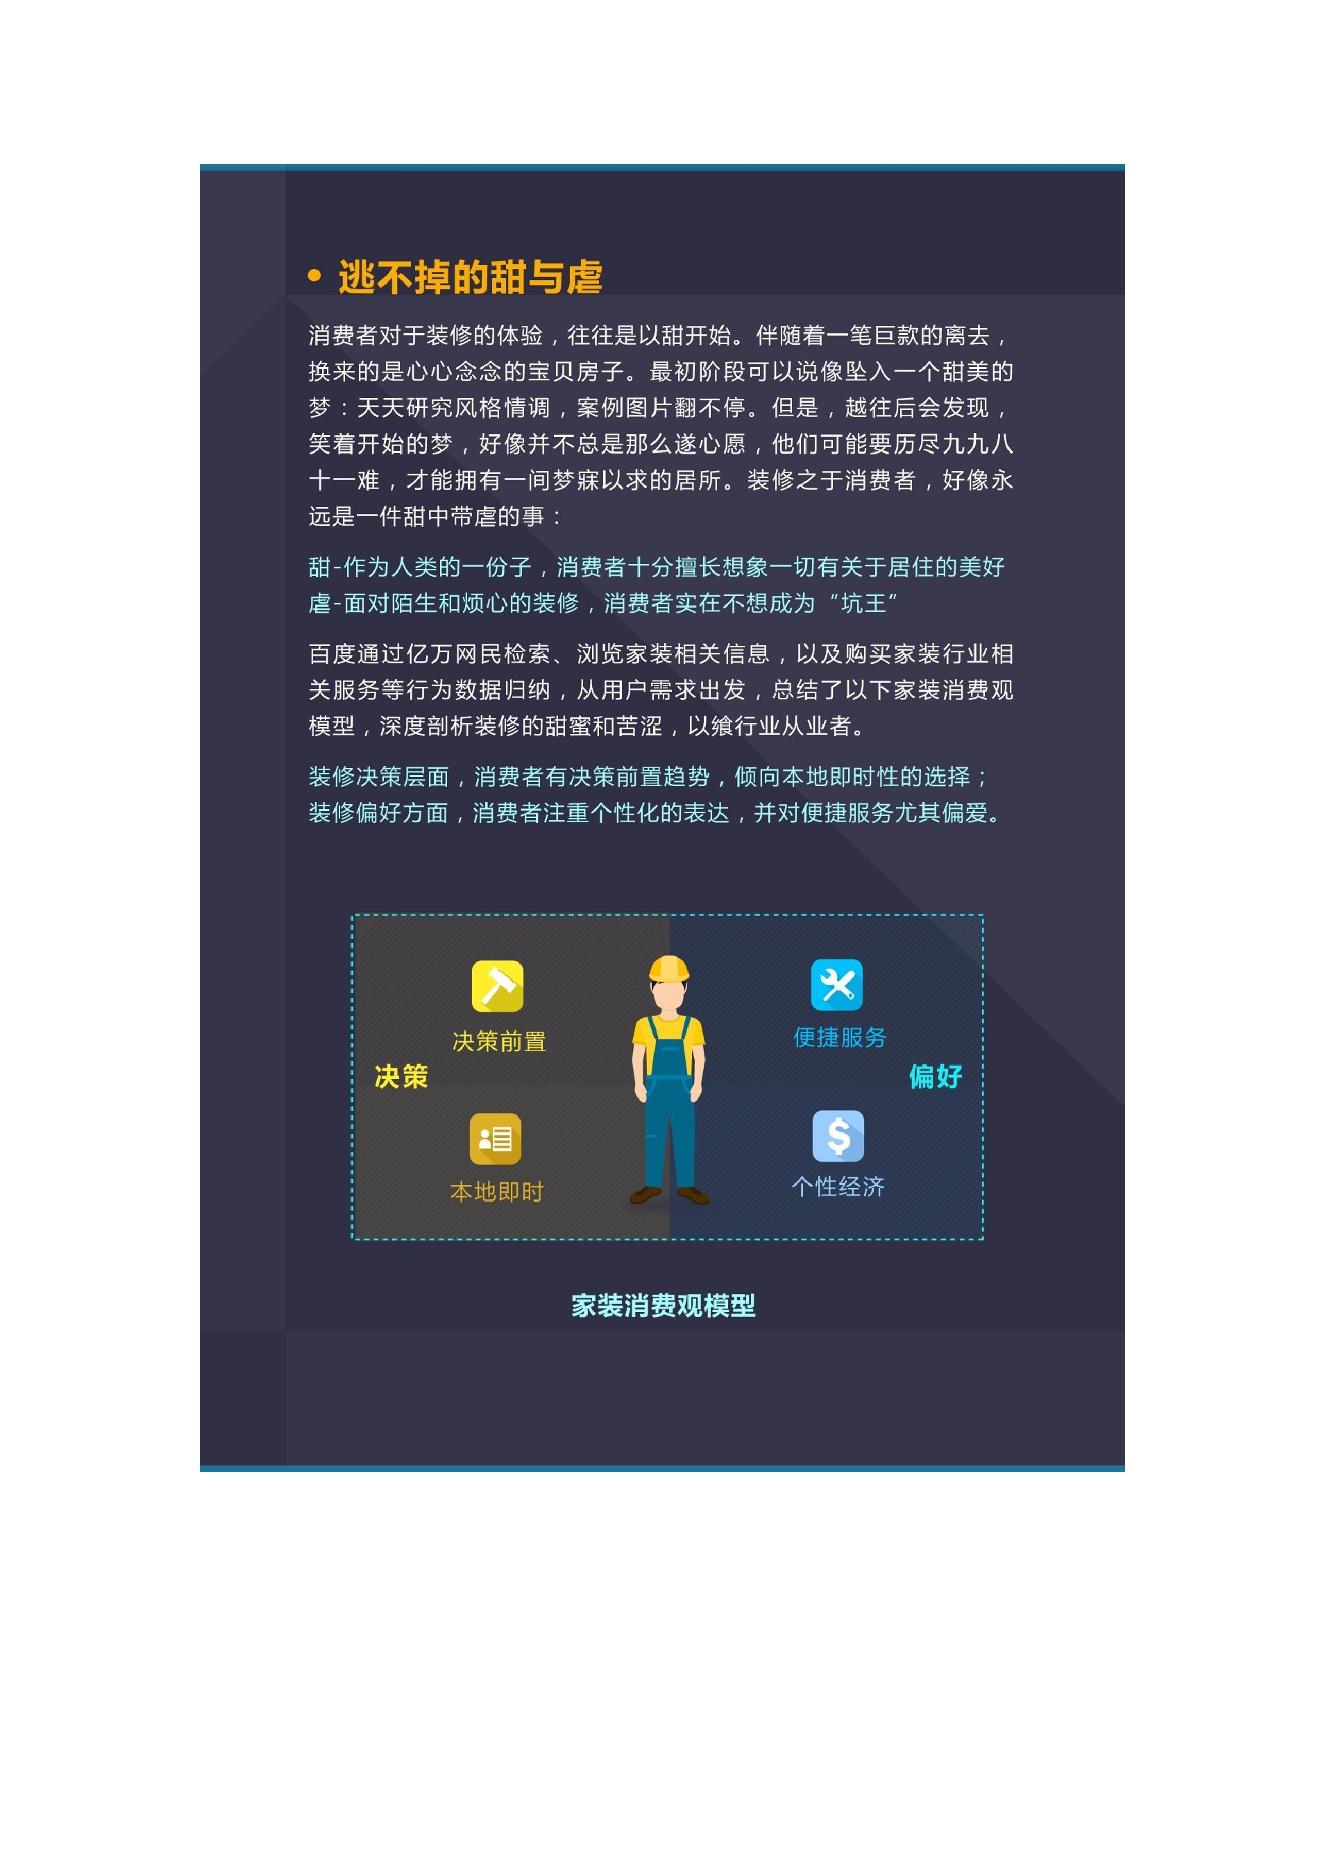 • 逃不掉的甜与虐
消费者对于装修的体验，往往是以甜开始。伴随着一笔巨款的离去，
换来的是心心念念的宝贝房子。最初阶段可以说像坠入一个甜美的
梦：天天研究风格情调，案例图片翻不停。但是，越往后会发现，
笑着开始的梦，好像并不总是那么遂心愿，他们可能要历尽九九八
十一难，才能拥有一间梦寐以求的居所。装修之于消费者，好像永
远是一件甜中带虐的事：
甜-作为人类的一份子，消费者十分擅长想象一切有关于居住的美好
虐-面对陌生和烦心的装修，消费者实在不想成为“坑王”
百度通过亿万网民检索、浏览家装相关信息，以及购买家装行业相
关服务等行为数据归纳，从用户需求出发，总结了以下家装消费观
模型，深度剖析装修的甜蜜和苦涩，以飨行业从业者。
装修决策层面，消费者有决策前置趋势，倾向本地即时性的选择；
装修偏好方面，消费者注重个性化的表达，并对便捷服务尤其偏爱。
决策前置
便捷服务
决策
偏好
本地即时
个性经济
家装消费观模型